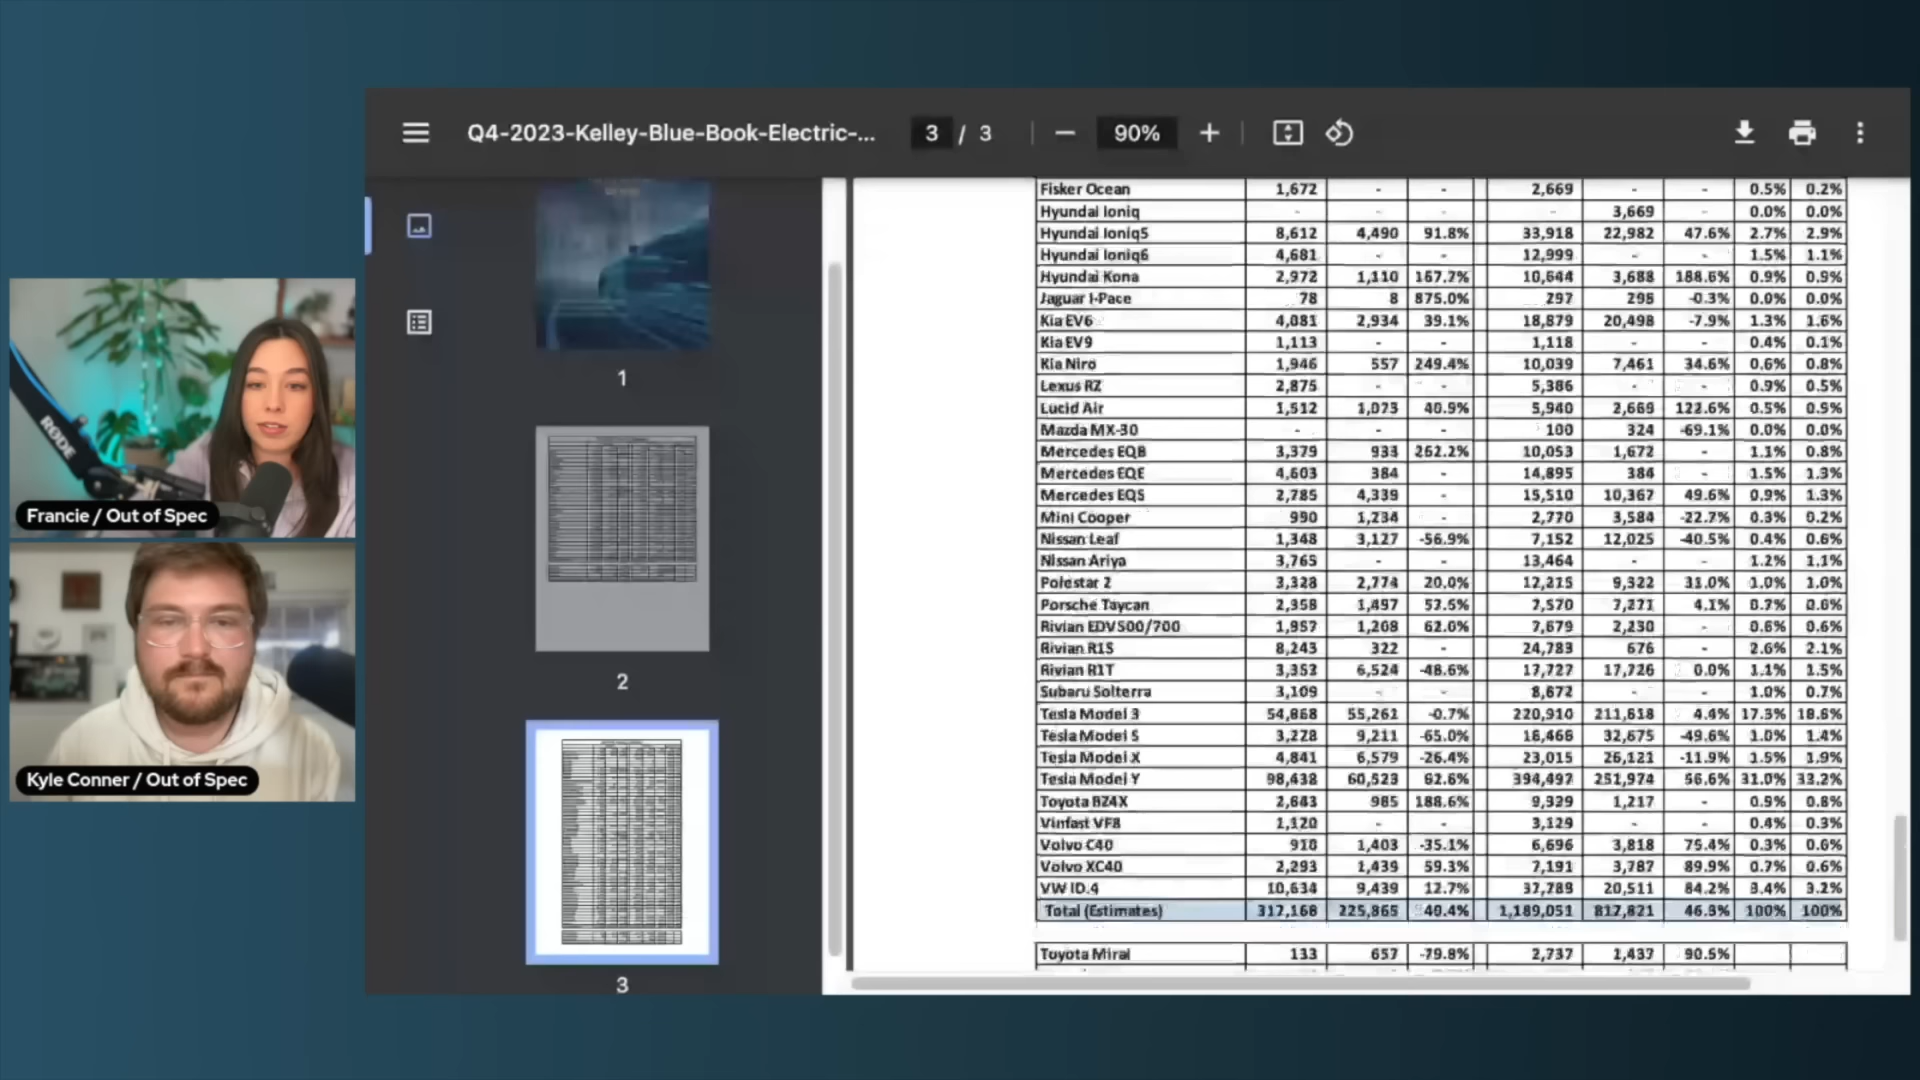 Q4-2023-Kelley-Blue-Book-Electric-... 3 / 3 90%
1
2
3
RODE
Francie / Out of Spec
Kyle Conner / Out of Spec
Fisker Ocean 1,672 - - 2,669 - - 0.5% 0.2%
Hyundai Ioniq - - - - 3,669 - 0.0% 0.0%
Hyundai Ioniq5 8,612 4,490 91.8% 33,918 22,982 47.6% 2.7% 2.9%
Hyundai Ioniq6 4,681 - - 12,999 - - 1.5% 1.1%
Hyundai Kona 2,972 1,110 167.7% 10,644 3,688 188.6% 0.9% 0.9%
Jaguar I-Pace 78 8 875.0% 297 298 -0.3% 0.0% 0.0%
Kia EV6 4,081 2,934 39.1% 18,879 20,498 -7.9% 1.3% 1.6%
Kia EV9 1,113 - - 1,118 - - 0.4% 0.1%
Kia Niro 1,946 557 249.4% 10,039 7,461 34.6% 0.6% 0.8%
Lexus RZ 2,875 - - 5,386 - - 0.9% 0.5%
Lucid Air 1,512 1,073 40.9% 5,940 2,669 122.6% 0.5%
Mazda MX-30 - - - 100 324 -69.1% 0.0% 0.0%
Mercedes EQB 3,379 933 262.2% 10,053 1,672 - 1.1% 0.8%
Mercedes EQE 4,603 384 - 14,895 384 - 1.5% 1.3%
Mercedes EQS 2,785 4,339 - 15,510 10,367 49.6% 0.9% 1.3%
Mini Cooper 990 1,234 - 2,770 3,584 -22.7% 0.3% 0.2%
Nissan Leaf 1,348 3,127 -56.9% 7,152 12,025 -40.5% 0.4% 0.6%
Nissan Ariya 3,765 - - 13,464 - - 1.2% 1.1%
Polestar 2 3,328 2,774 20.0% 12,215 9,322 31.0% 1.0% 1.0%
Porsche Taycan 2,358 1,497 57.5% 7,570 7,271 4.1% 0.7% 0.6%
Rivian EDV500/700 1,957 1,208 62.0% 7,679 2,230 - 0.6% 0.6%
Rivian R1S 8,243 322 - 24,783 676 - 2.6% 2.1%
Rivian R1T 3,353 6,524 -48.6% 17,727 17,726 0.0% 1.1% 1.5%
Subaru Solterra 3,109 - - 8,672 - - 1.0% 0.7%
Tesla Model 3 54,868 55,261 -0.7% 220,910 211,618 4.4% 17.3% 18.6%
Tesla Model S 3,228 9,211 -65.0% 16,466 32,675 -49.6% 1.0% 1.4%
Tesla Model X 4,841 6,579 -26.4% 23,015 26,121 -11.9% 1.5% 1.9%
Tesla Model Y 98,438 60,523 62.6% 394,497 251,974 56.6% 31.0% 33.2%
Toyota BZ4X 2,843 985 188.6% 9,329 1,217 - 0.9% 0.8%
Vinfast VF8 1,120 - - 3,129 - - 0.4% 0.3%
Volvo C40 910 1,403 -35.1% 6,696 3,818 75.4% 0.3% 0.6%
Volvo XC40 2,293 1,439 59.3% 7,191 3,787 89.9% 0.7% 0.6%
VW ID.4 10,634 9,439 12.7% 37,789 20,511 84.2% 3.4% 3.2%
Total (Estimates) 317,168 225,865 40.4% 1,189,051 46.3% 100% 100%
Toyota Mirai 133 657 -79.8% 2,737 1,437 90.5%